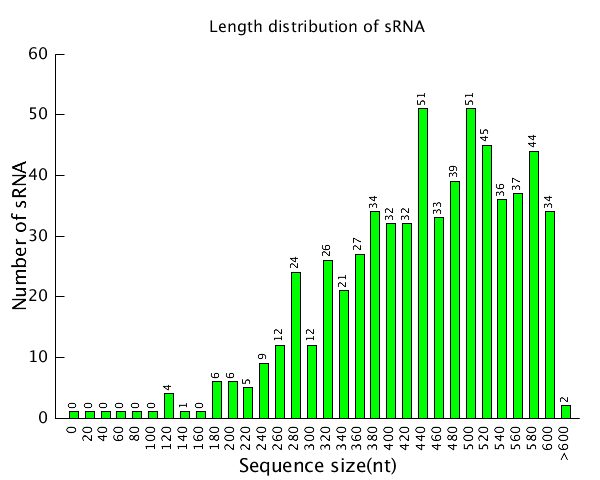 Length distribution of sRNA
60
50
40
30
20
10
0
Number of sRNA
0 0 0 0 0 0 4 1 0 6 6 5 9 12 24 12 26 21 27 34 32 32 51 33 39 51 45 36 37 44 34 2
0 20 40 60 80 100 120 140 160 180 200 220 240 260 280 300 320 340 360 380 400 420 440 460 480 500 520 540 560 580 600 >600
Sequence size(nt)